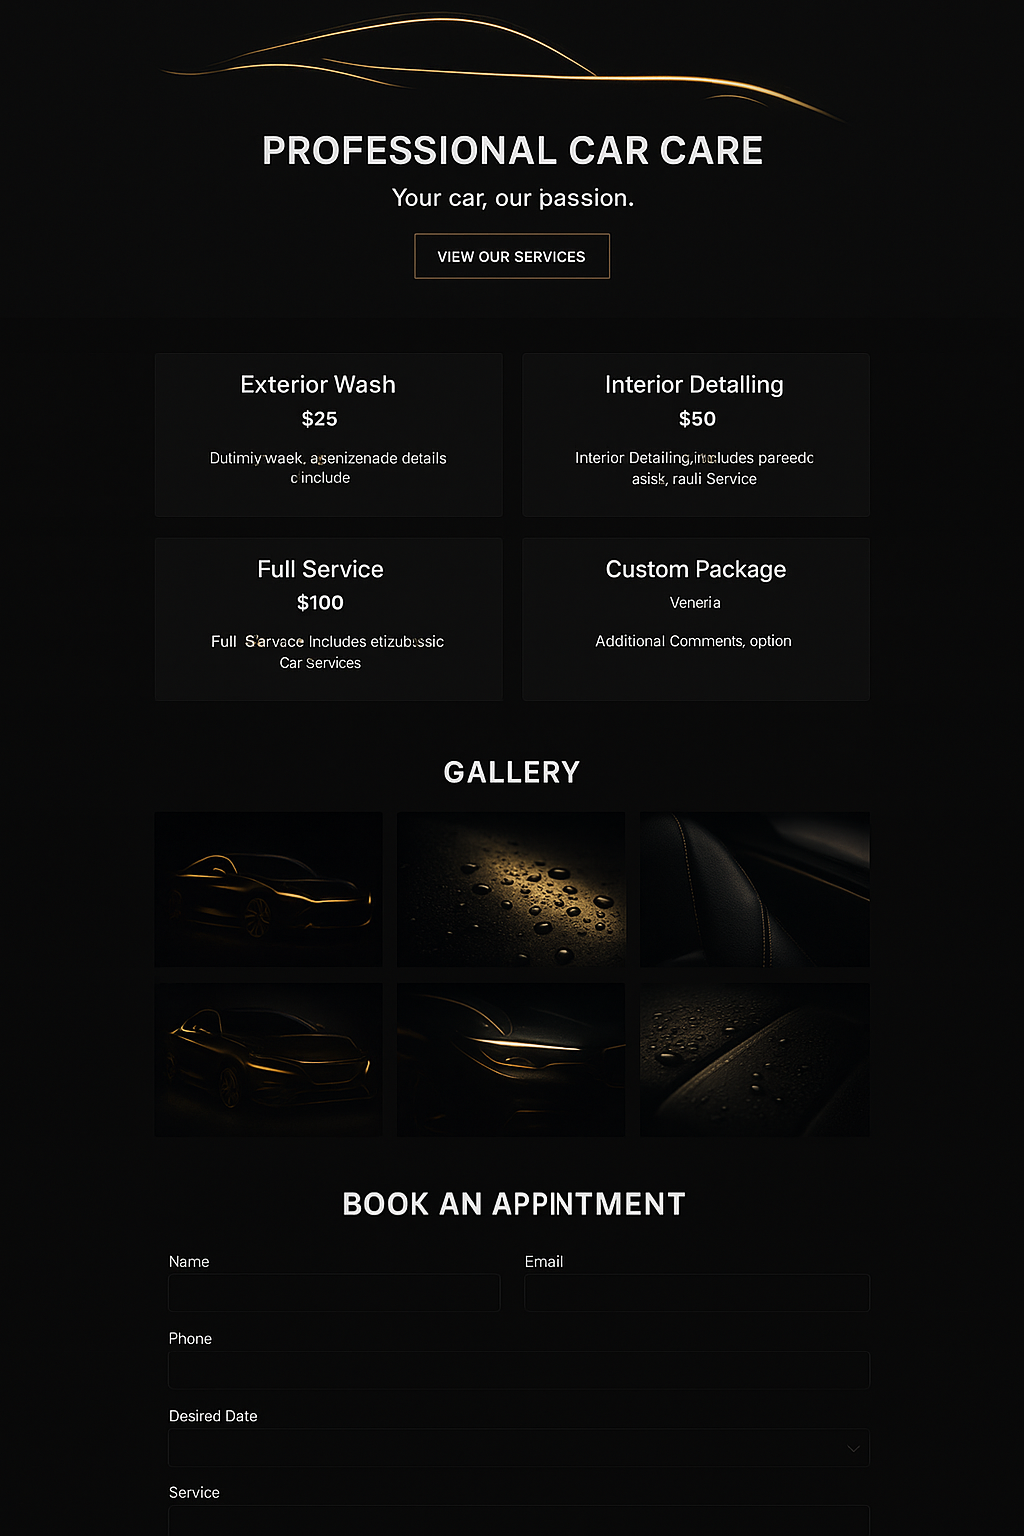 PROFESSIONAL CAR CARE
Your car, our passion.
VIEW OUR SERVICES
Exterior Wash
$25
Dutimiy waek, asenizenade details
c include
Interior Detalling
$50
Interior Detailing, includes pareedc
asisk, rauli Service
Full Service
$100
Full Sarvace Includes etizubussic
Car Services
Custom Package
Veneria
Additional Comments, option
GALLERY
BOOK AN APPINTMENT
Name
Email
Phone
Desired Date
Service